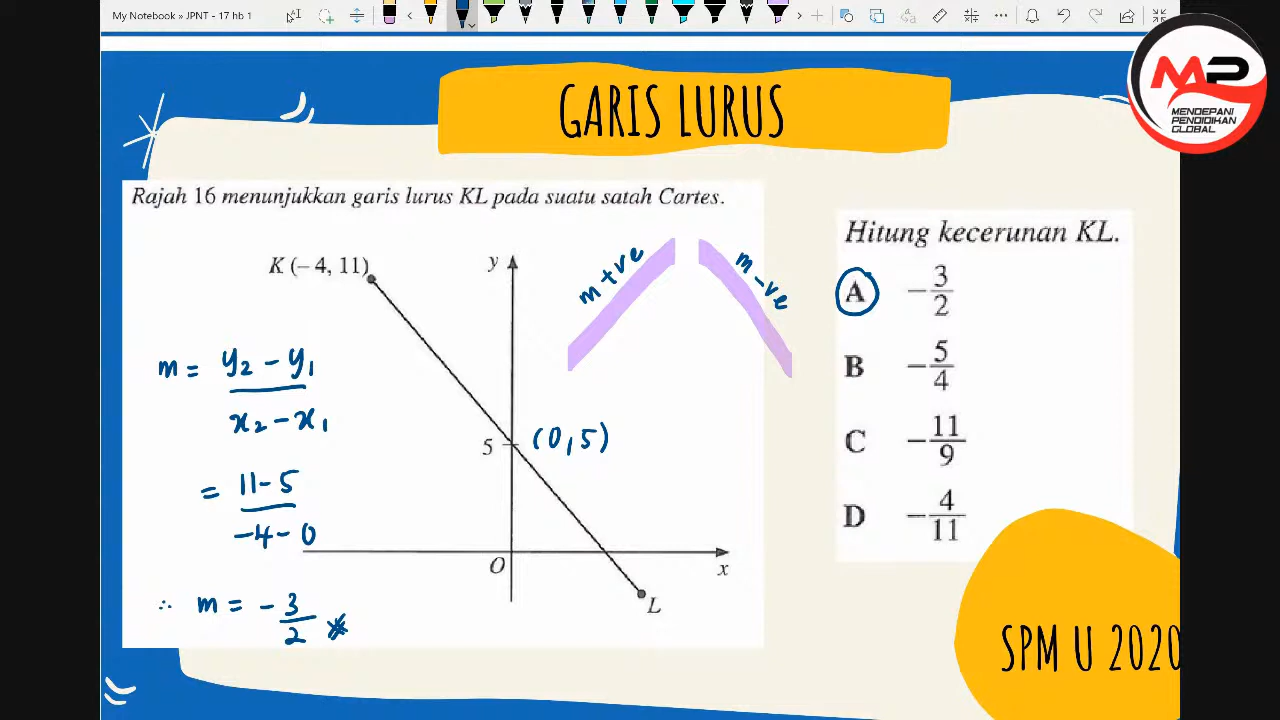 My Notebook » JPNT - 17 hb 1
MP
MENDEPANI
PENDIDIKAN
GLOBAL
GARIS LURUS
Rajah 16 menunjukkan garis lurus KL pada suatu satah Cartes.
K (– 4, 11)
y
m +ve
m –ve
m = y₂ – y₁ / x₂ – x₁
= 11 – 5 / –4 – 0
∴ m = –3/2 *
5
(0,5)
O
x
L
Hitung kecerunan KL.
A –3/2
B –5/4
C –11/9
D –4/11
SPM U 2020